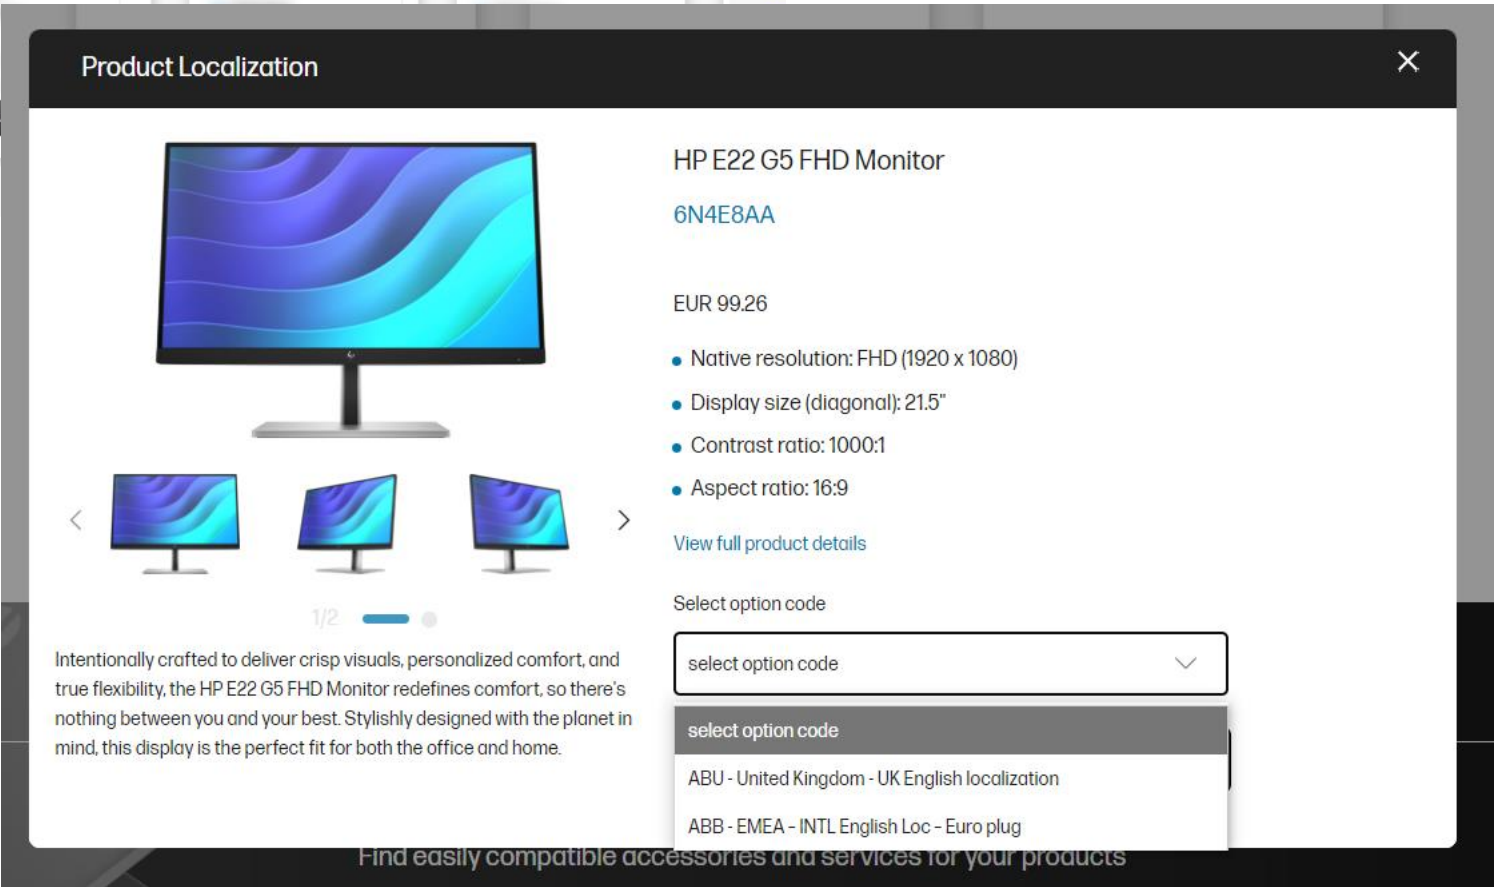 Product Localization
HP E22 G5 FHD Monitor
6N4E8AA
EUR 99.26
Native resolution: FHD (1920 x 1080)
Display size (diagonal): 21.5"
Contrast ratio: 1000:1
Aspect ratio: 16:9
View full product details
1/2
Intentionally crafted to deliver crisp visuals, personalized comfort, and
true flexibility, the HP E22 G5 FHD Monitor redefines comfort, so there's
nothing between you and your best. Stylishly designed with the planet in
mind, this display is the perfect fit for both the office and home.
Select option code
select option code
select option code
ABU - United Kingdom - UK English localization
ABB - EMEA – INTL English Loc – Euro plug
Find easily compatible accessories and services for your products